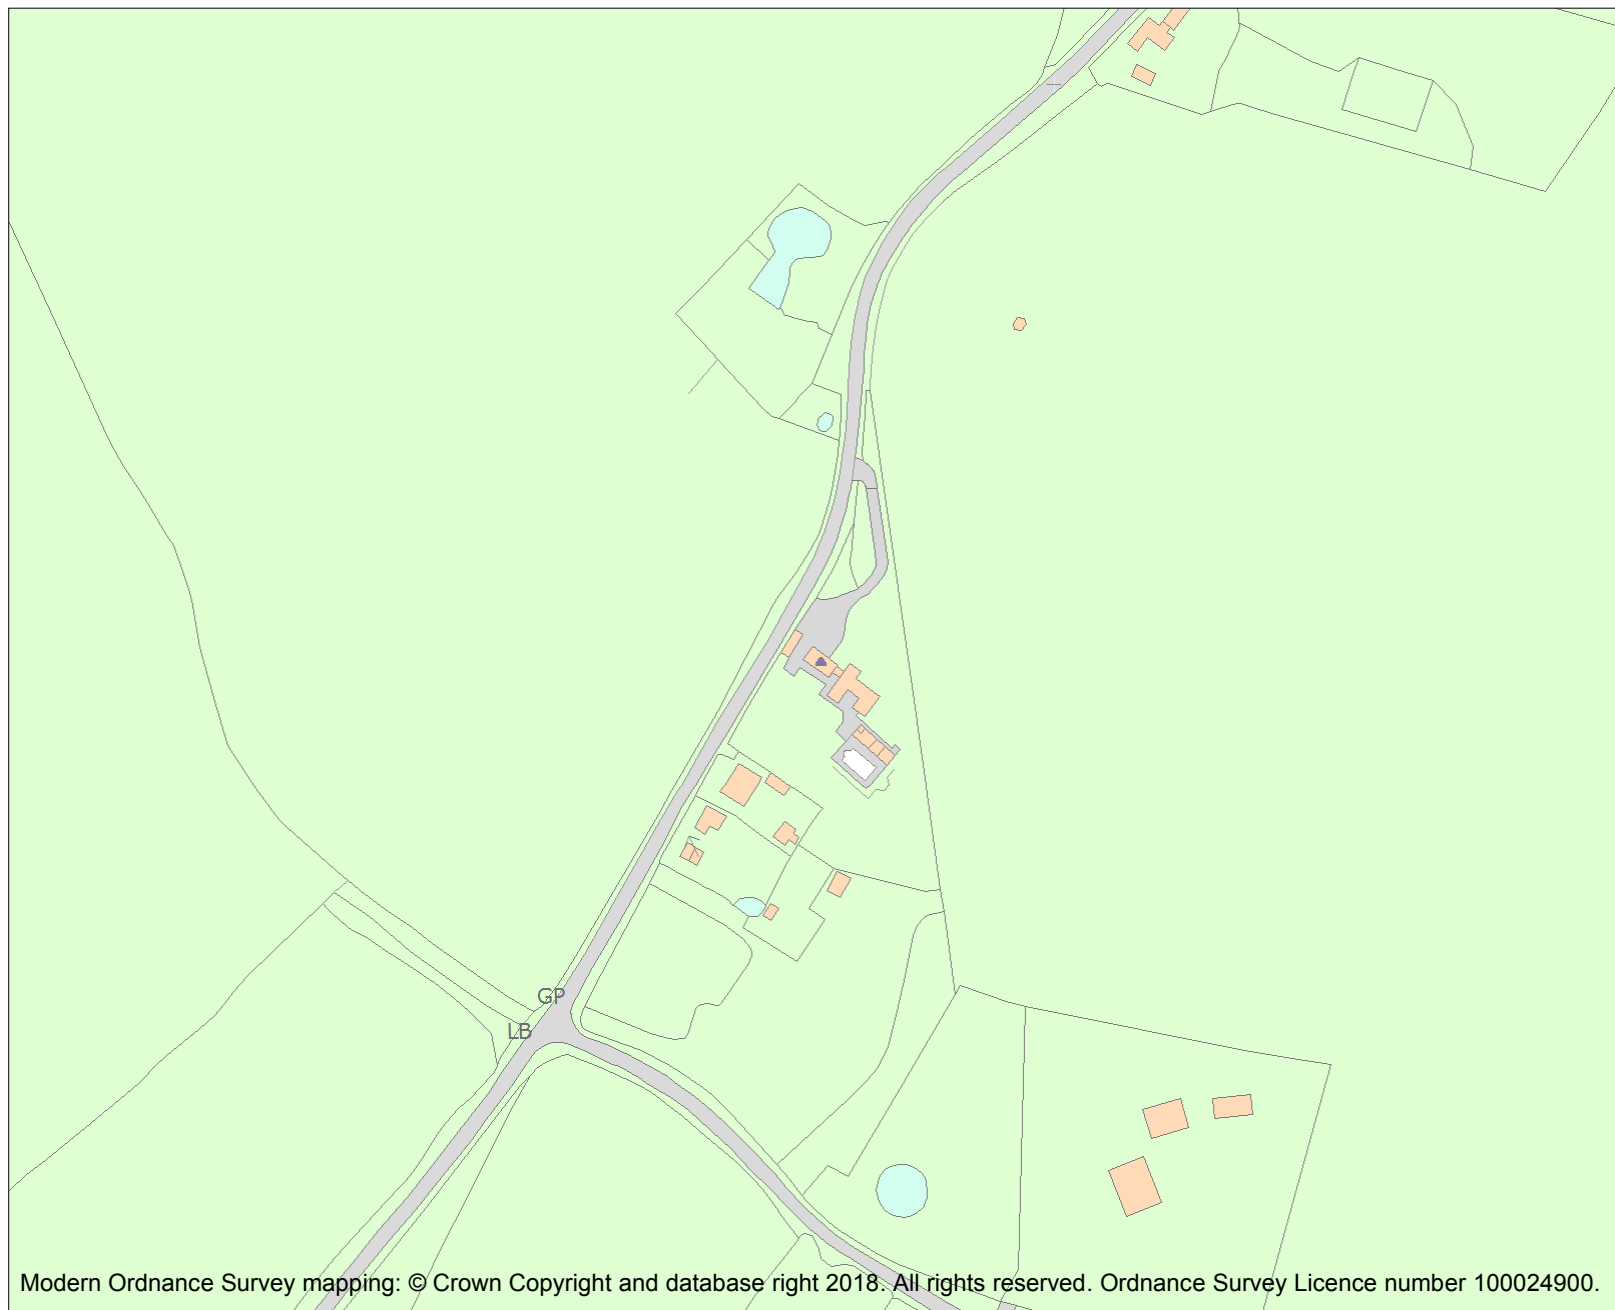 GP
LB
Modern Ordnance Survey mapping: © Crown Copyright and database right 2018. All rights reserved. Ordnance Survey Licence number 100024900.